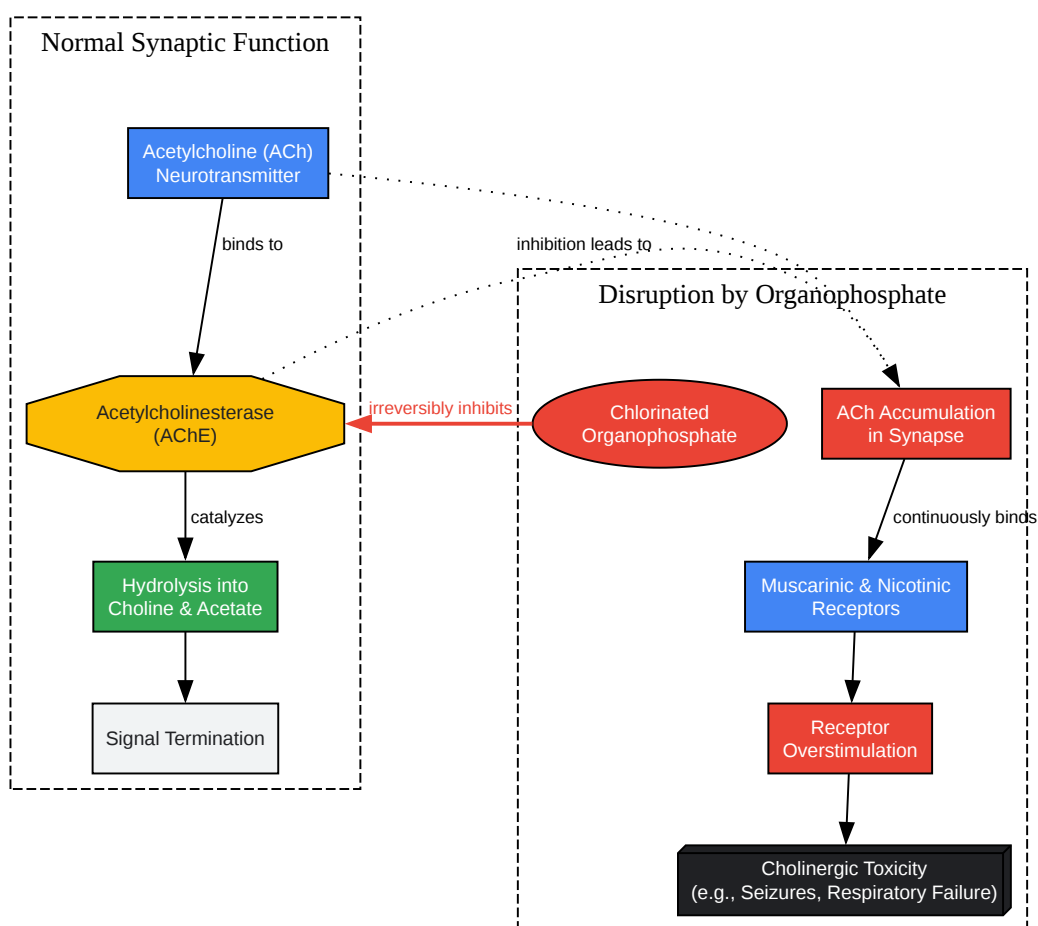 Normal Synaptic Function
Acetylcholine (ACh)
Neurotransmitter
binds to
Acetylcholinesterase
(AChE)
catalyzes
Hydrolysis into
Choline & Acetate
Signal Termination
inhibition leads to
Disruption by Organophosphate
irreversibly inhibits
Chlorinated
Organophosphate
ACh Accumulation
in Synapse
continuously binds
Muscarinic & Nicotinic
Receptors
Receptor
Overstimulation
Cholinergic Toxicity
(e.g., Seizures, Respiratory Failure)